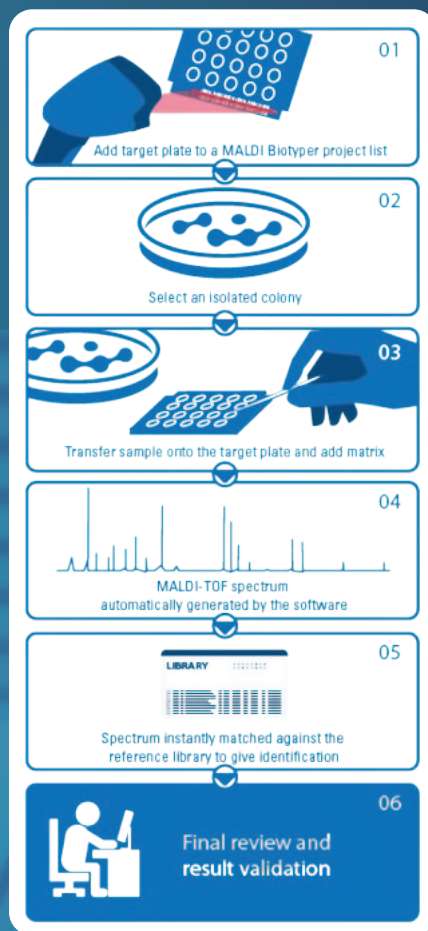 01
Add target plate to a MALDI Biotyper project list
02
Select an isolated colony
03
Transfer sample onto the target plate and add matrix
04
MALDI-TOF spectrum
automatically generated by the software
05
LIBRARY
Spectrum instantly matched against the
reference library to give identification
06
Final review and
result validation